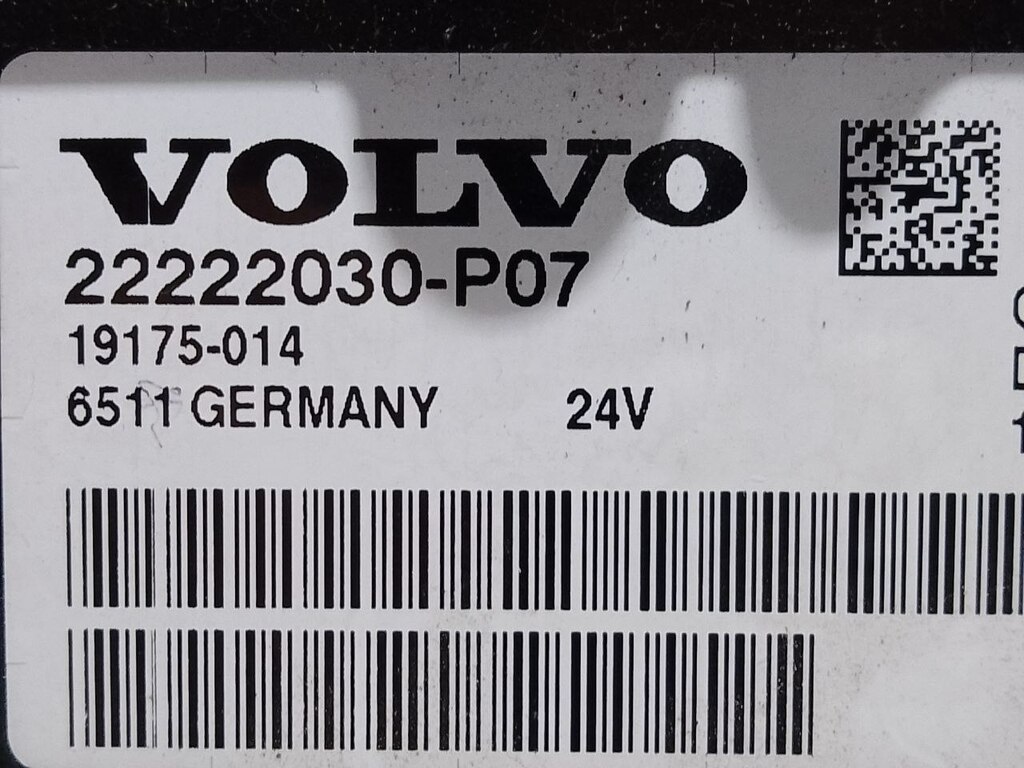 VOLVO
22222030-P07
19175-014
6511 GERMANY 24V